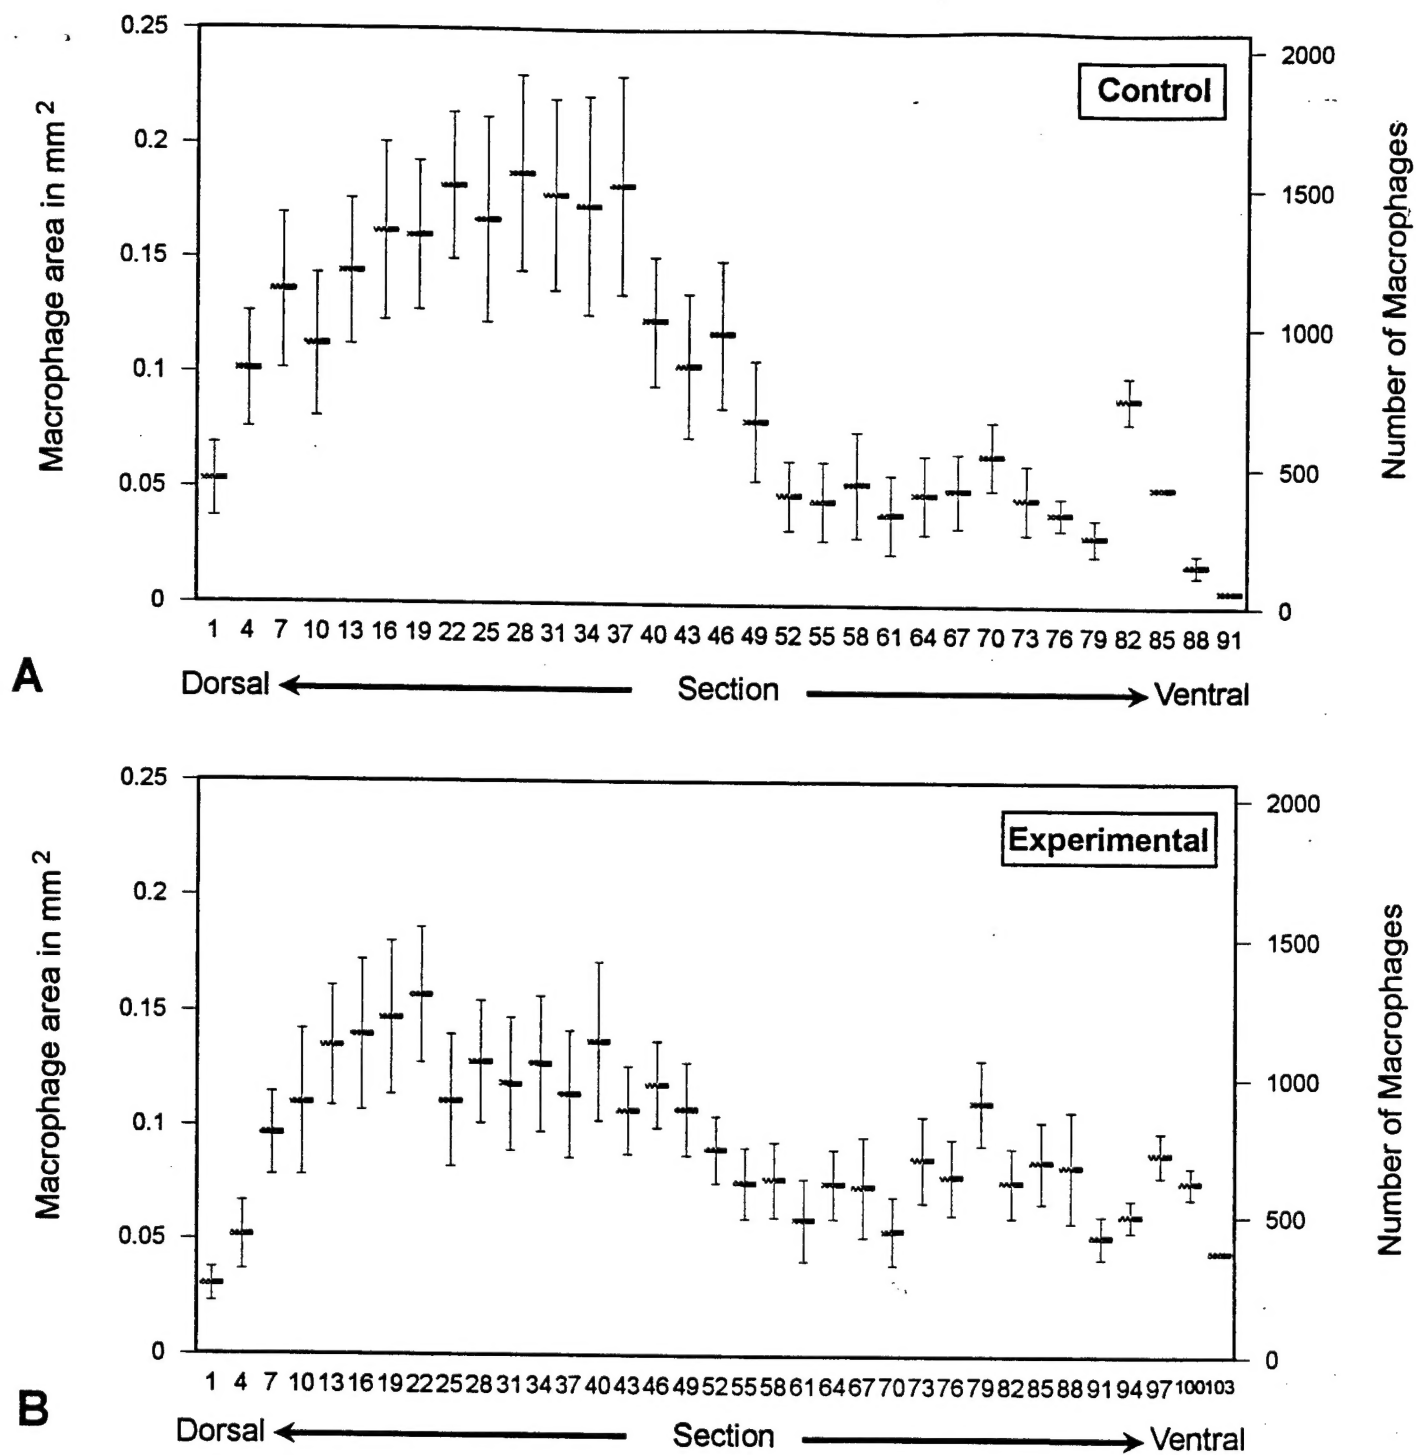 Control
Macrophage area in mm2
0.25
0.2
0.15
0.1
0.05
0
2000
1500
1000
500
0
Number of Macrophages
1 4 7 10 13 16 19 22 25 28 31 34 37 40 43 46 49 52 55 58 61 64 67 70 73 76 79 82 85 88 91
A
Dorsal Section Ventral
Experimental
Macrophage area in mm2
0.25
0.2
0.15
0.1
0.05
0
2000
1500
1000
500
0
Number of Macrophages
1 4 7 10 13 16 19 22 25 28 31 34 37 40 43 46 49 52 55 58 61 64 67 70 73 76 79 82 85 88 91 94 97 100 103
B
Dorsal Section Ventral